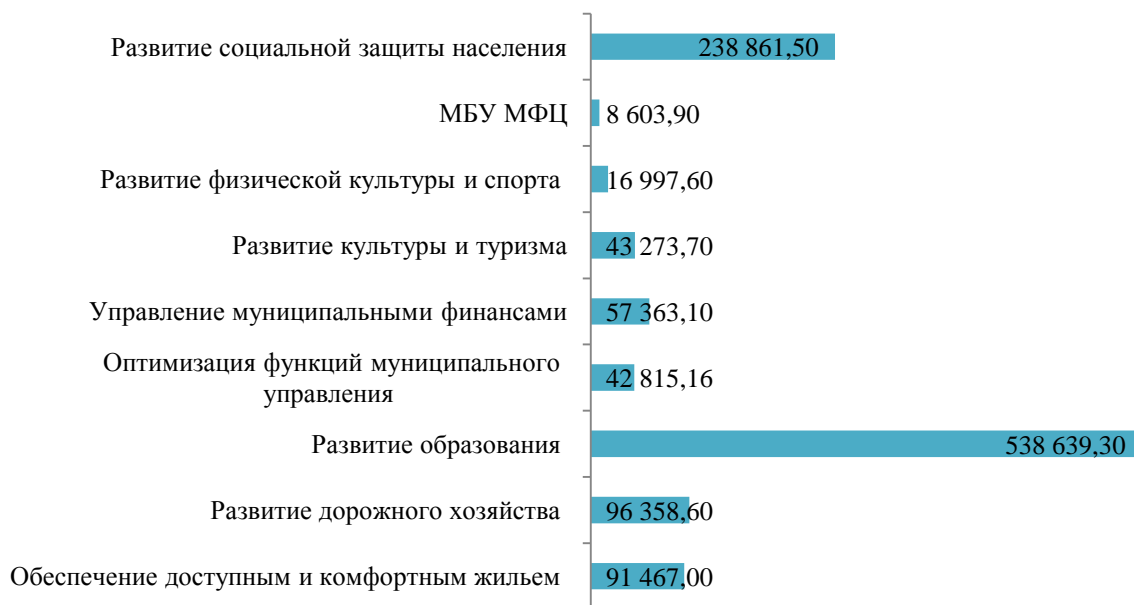 Развитие социальной защиты населения 238 861,50
МБУ МФЦ 8 603,90
Развитие физической культуры и спорта 16 997,60
Развитие культуры и туризма 43 273,70
Управление муниципальными финансами 57 363,10
Оптимизация функций муниципального
управления 42 815,16
Развитие образования 538 639,30
Развитие дорожного хозяйства 96 358,60
Обеспечение доступным и комфортным жильем 91 467,00